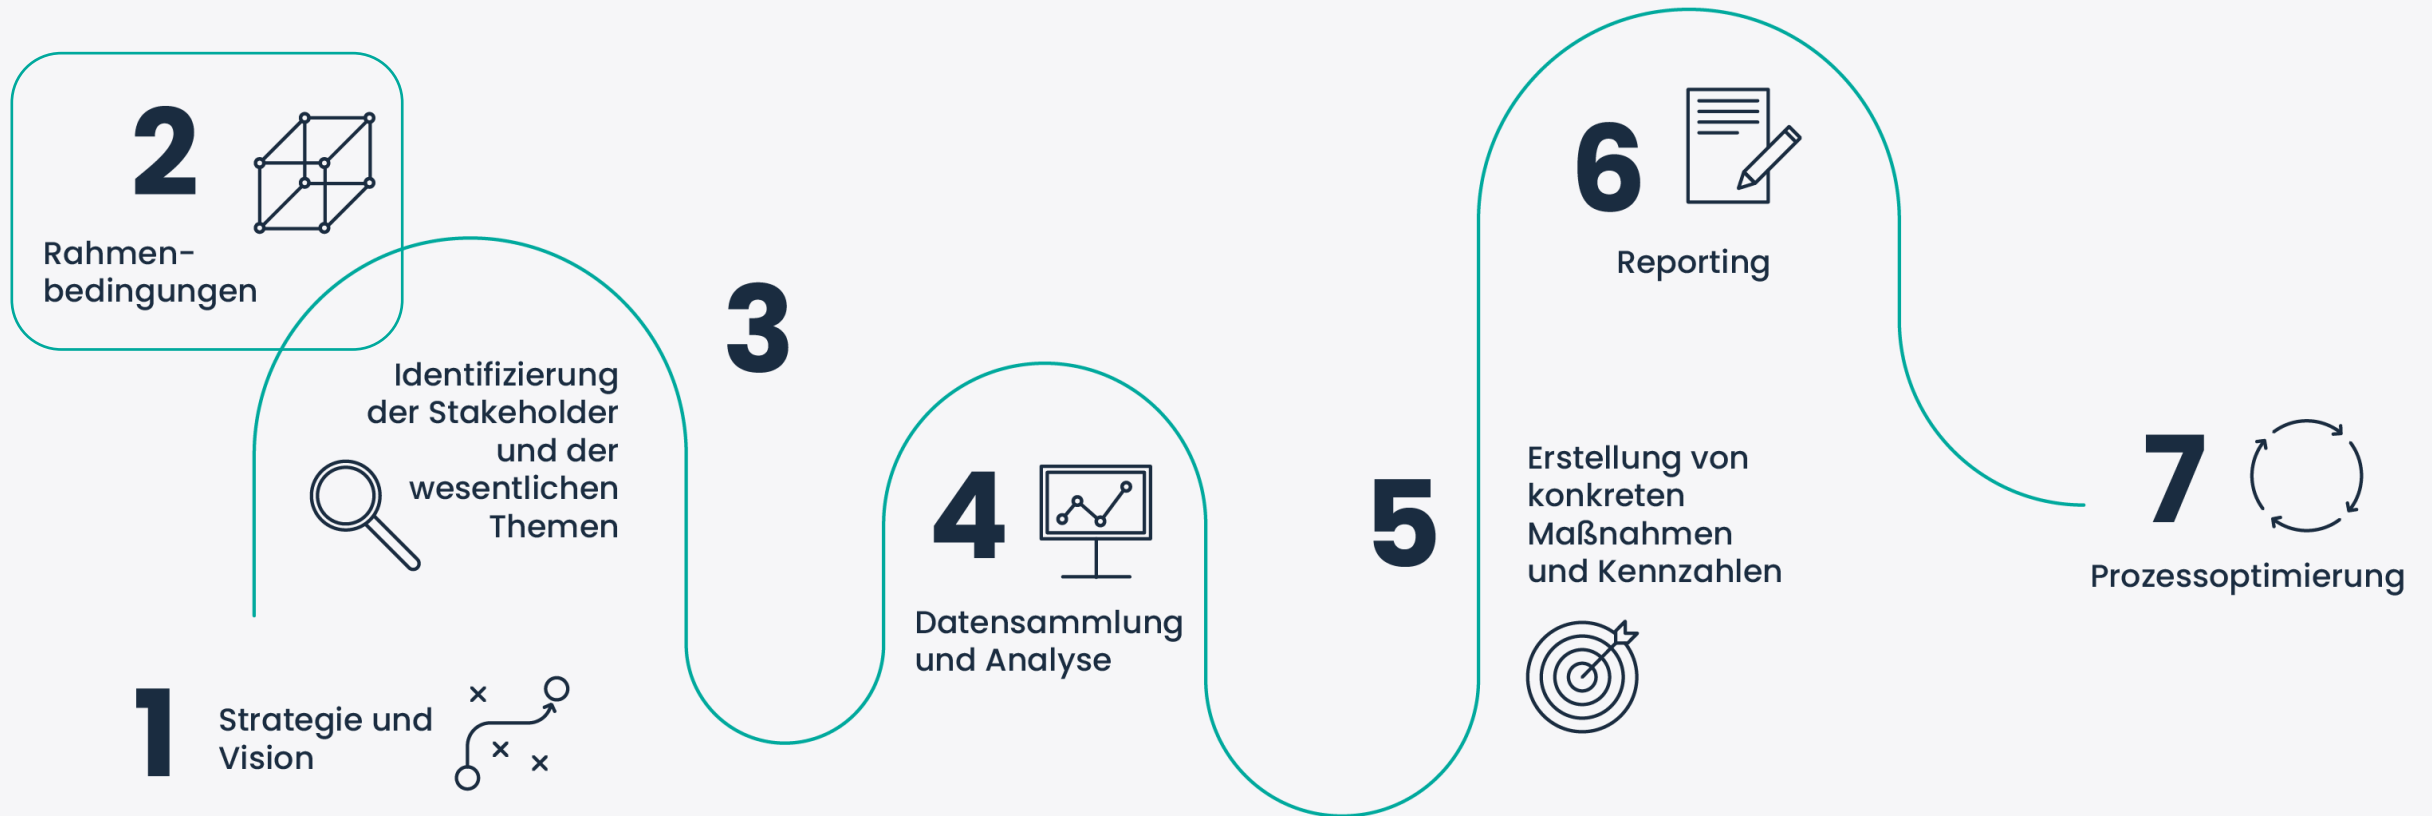 1
Strategie und
Vision
2
Rahmen-
bedingungen
3
Identifizierung
der Stakeholder
und der
wesentlichen
Themen
4
Datensammlung
und Analyse
5
Erstellung von
konkreten
Maßnahmen
und Kennzahlen
6
Reporting
7
Prozessoptimierung